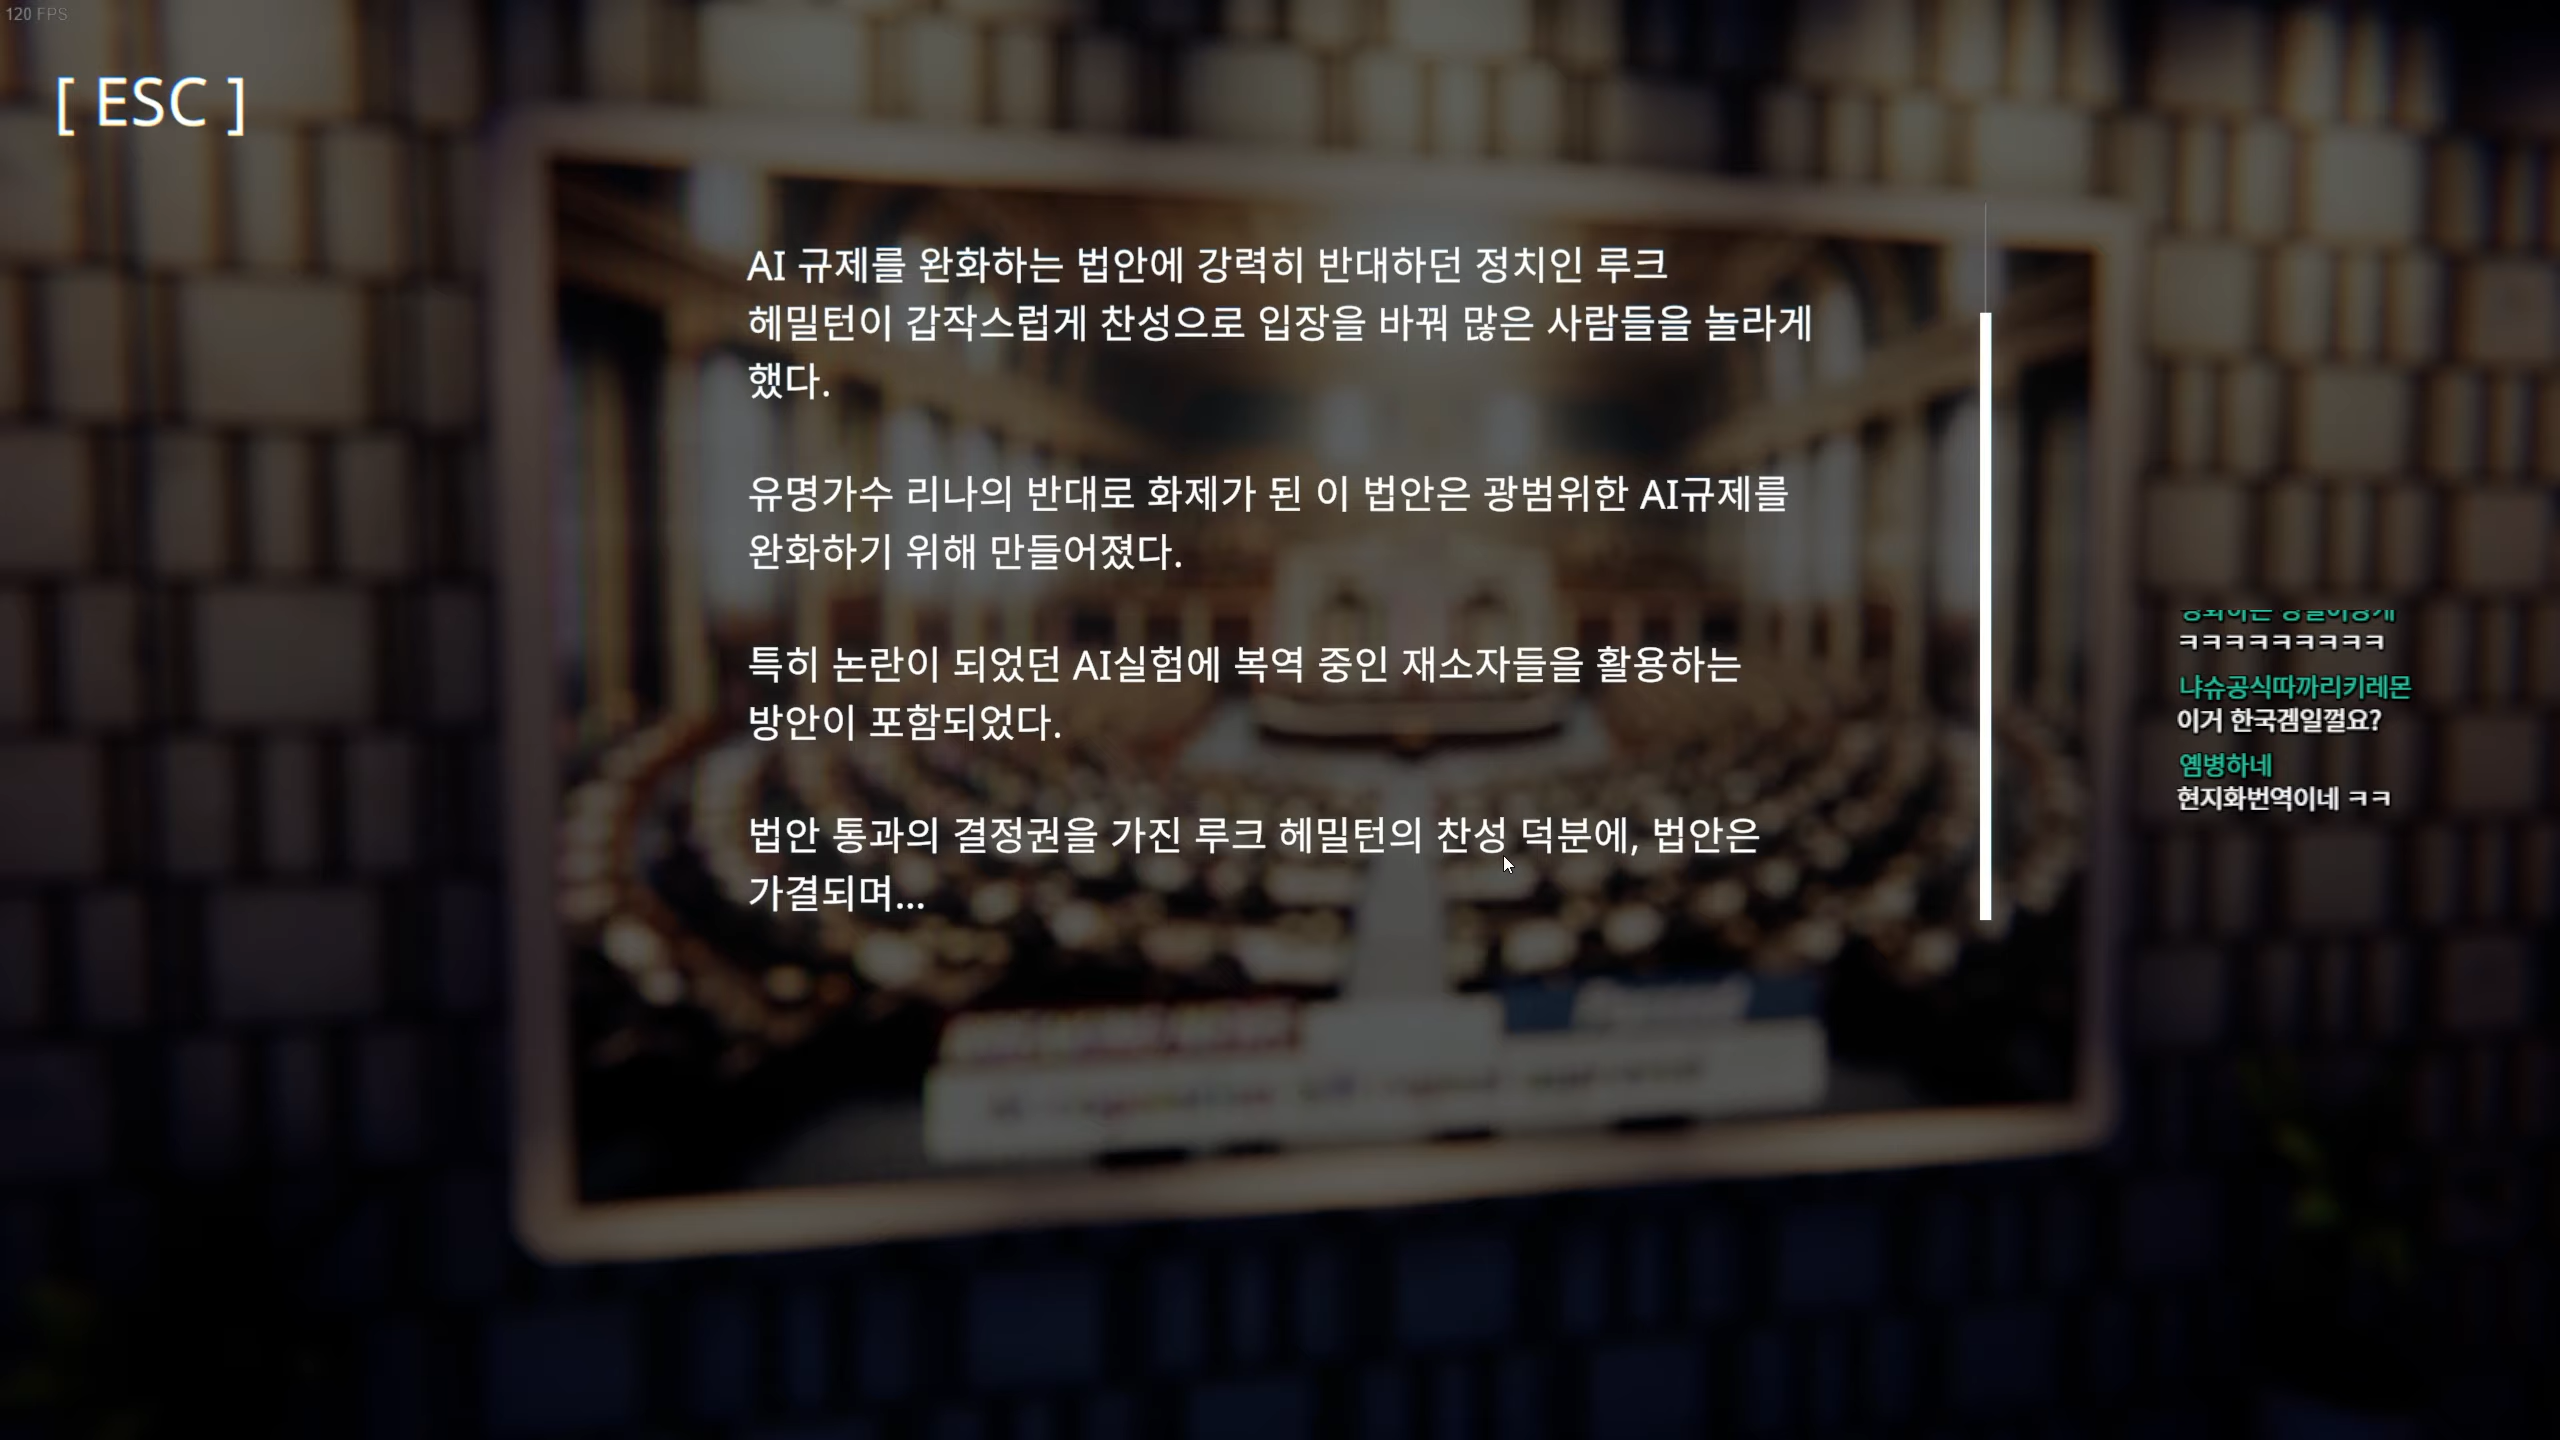 120 FPS
[ ESC ]
AI 규제를 완화하는 법안에 강력히 반대하던 정치인 루크
헤밀턴이 갑작스럽게 찬성으로 입장을 바꿔 많은 사람들을 놀라게
했다.
유명가수 리나의 반대로 화제가 된 이 법안은 광범위한 AI규제를
완화하기 위해 만들어졌다.
특히 논란이 되었던 AI실험에 복역 중인 재소자들을 활용하는
방안이 포함되었다.
법안 통과의 결정권을 가진 루크 헤밀턴의 찬성 덕분에, 법안은
가결되며...
ㅋㅋㅋㅋㅋㅋㅋㅋㅋ
냐슈공식따까리키레몬
이거 한국겜일껄요?
옘병하네
현지화번역이네 ㅋㅋ